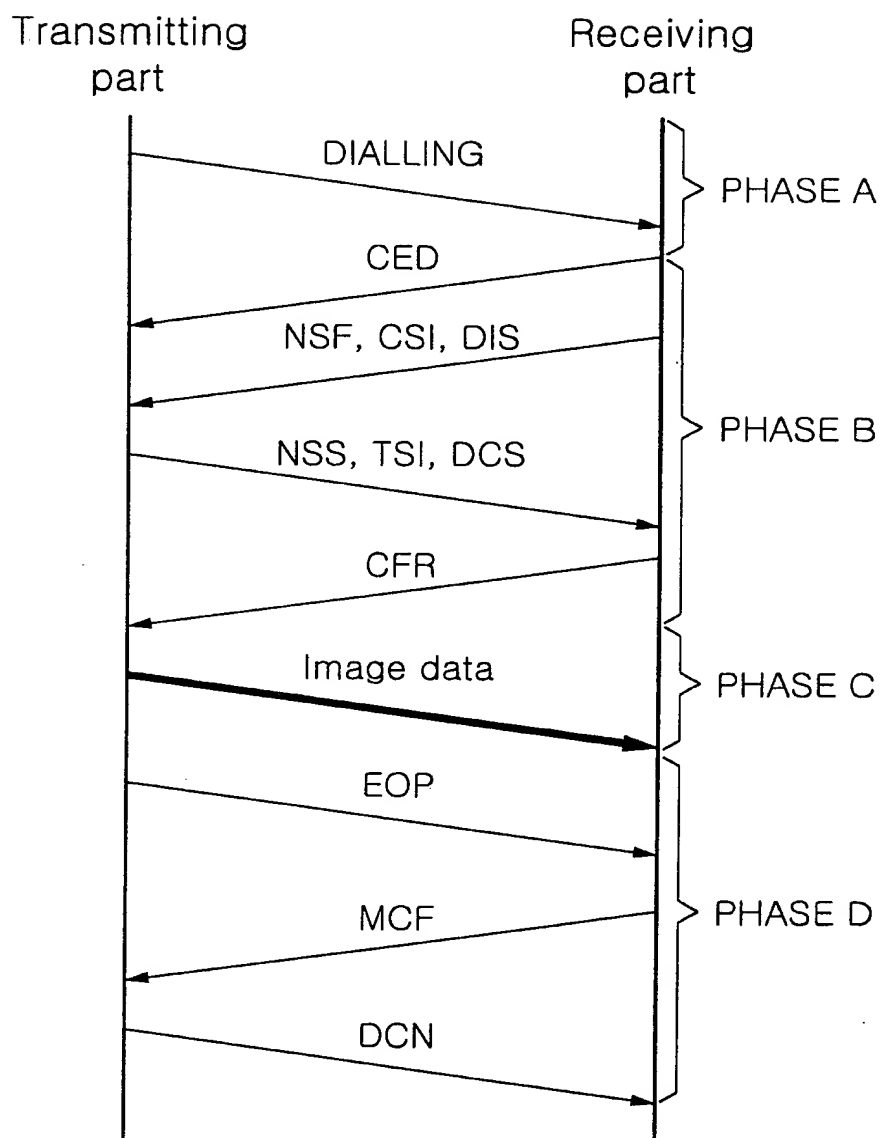 Transmitting
part
Receiving
part
DIALLING
PHASE A
CED
NSF, CSI, DIS
PHASE B
NSS, TSI, DCS
CFR
Image data
PHASE C
EOP
MCF
PHASE D
DCN